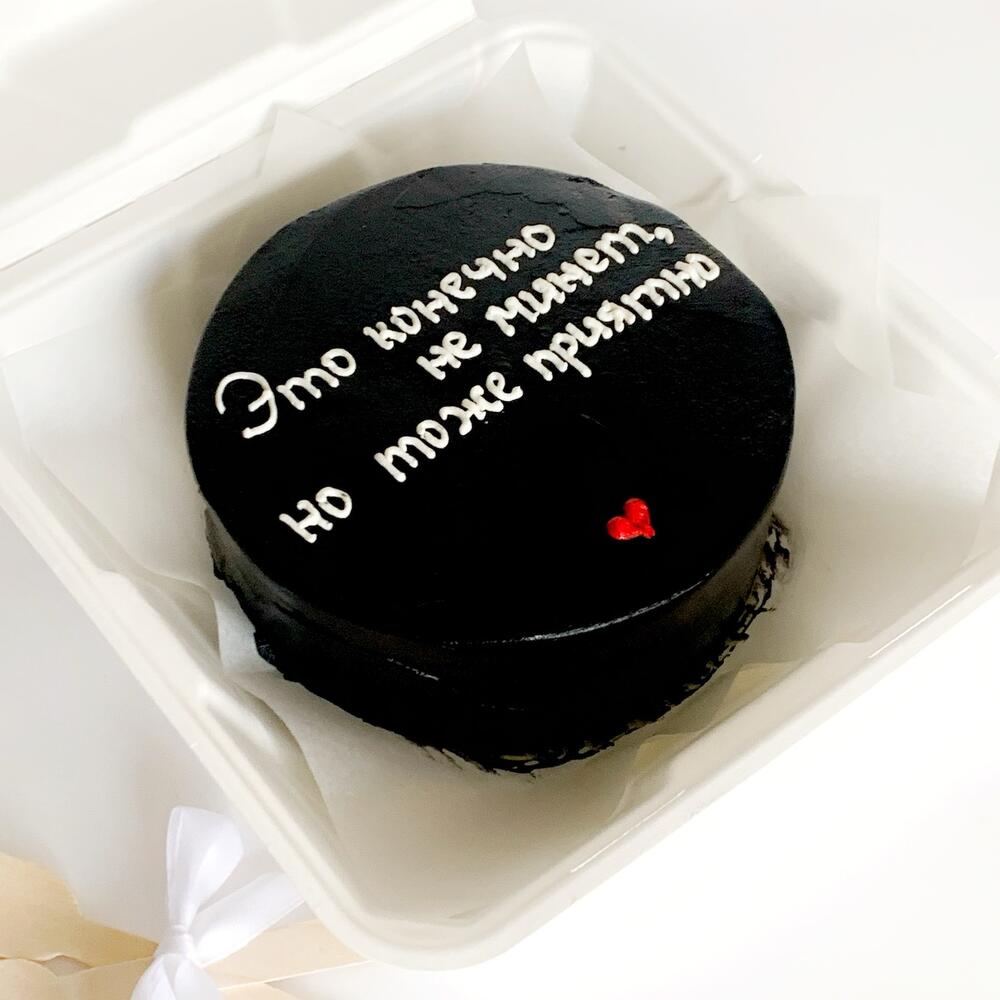 Это конечно
не минет,
но тоже приятно